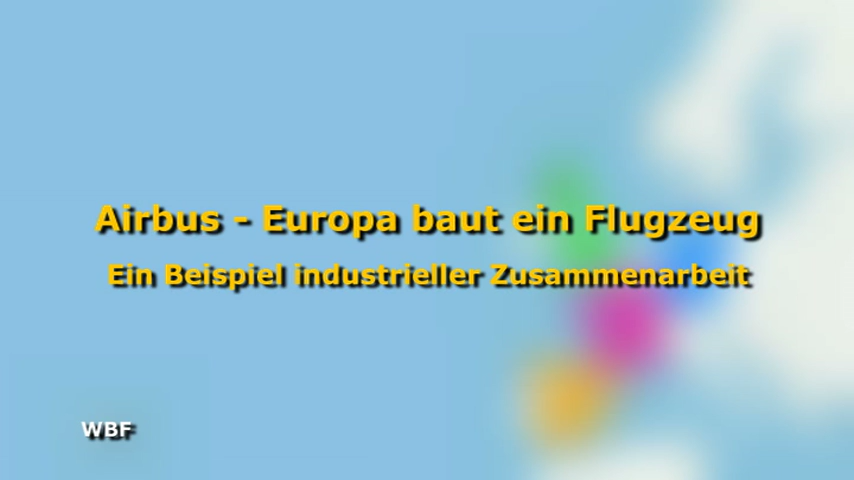 Airbus - Europa baut ein Flugzeug
Ein Beispiel industrieller Zusammenarbeit
WBF